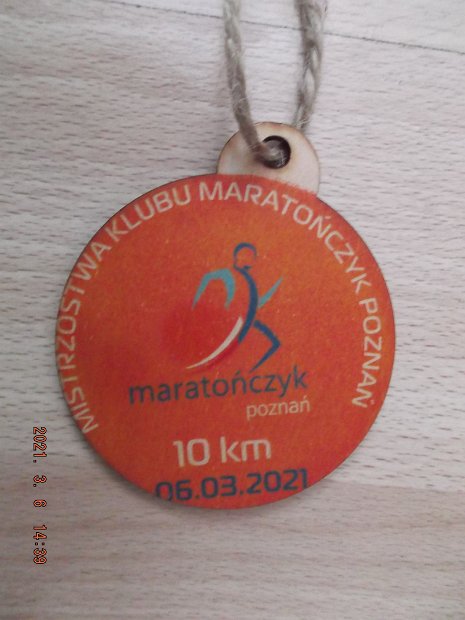 MISTRZOSTWA KLUBU MARATOŃCZYK POZNAŃ
maratończyk
poznań
10 km
06.03.2021
2021. 3. 6 14:39